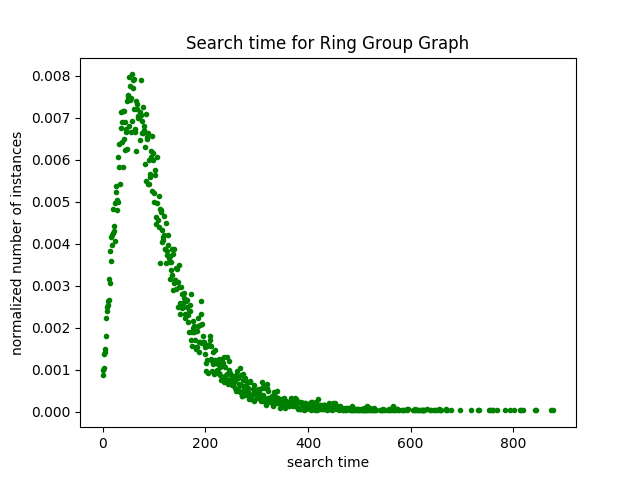 Search time for Ring Group Graph
normalized number of instances
0.008
0.007
0.006
0.005
0.004
0.003
0.002
0.001
0.000
0 200 400 600 800
search time